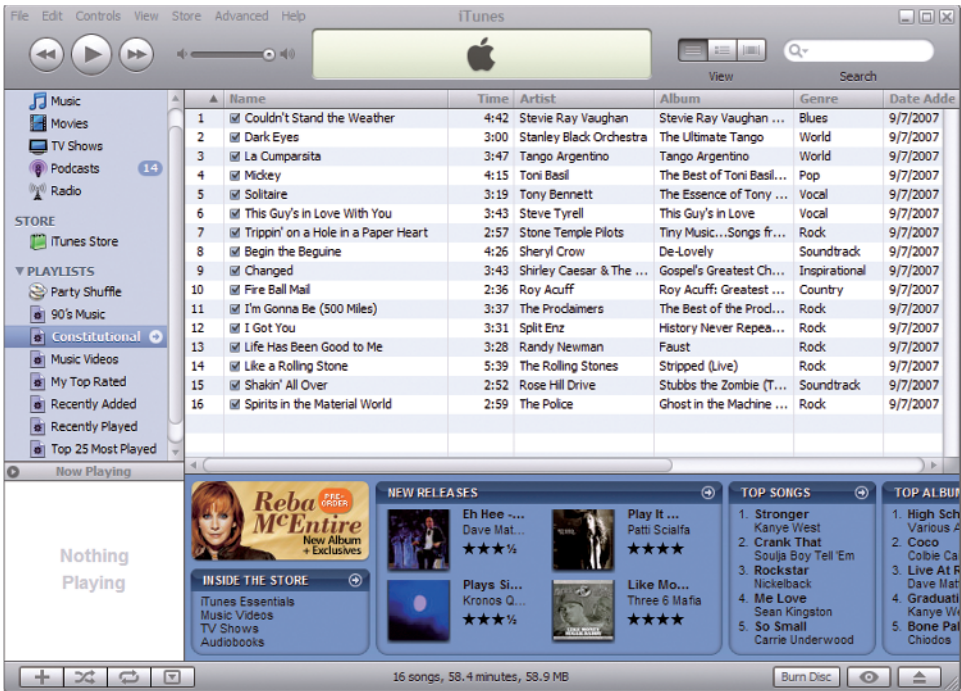 File Edit Controls View Store Advanced Help iTunes
View Search
Music
Movies
TV Shows
Podcasts 14
Radio
STORE
iTunes Store
PLAYLISTS
Party Shuffle
90's Music
Constitutional
Music Videos
My Top Rated
Recently Added
Recently Played
Top 25 Most Played
Now Playing
Nothing
Playing
Name Time Artist Album Genre Date Adde
1 Couldn't Stand the Weather 4:42 Stevie Ray Vaughan Stevie Ray Vaughan ... Blues 9/7/2007
2 Dark Eyes 3:00 Stanley Black Orchestra The Ultimate Tango World 9/7/2007
3 La Cumparsita 3:47 Tango Argentino Tango Argentino World 9/7/2007
4 Mickey 4:15 Toni Basil The Best of Toni Basil... Pop 9/7/2007
5 Solitaire 3:19 Tony Bennett The Essence of Tony ... Vocal 9/7/2007
6 This Guy's in Love With You 3:43 Steve Tyrell This Guy's in Love Vocal 9/7/2007
7 Trippin' on a Hole in a Paper Heart 2:57 Stone Temple Pilots Tiny Music...Songs fr... Rock 9/7/2007
8 Begin the Beguine 4:26 Sheryl Crow De-Lovely Soundtrack 9/7/2007
9 Changed 3:43 Shirley Caesar & The ... Gospel's Greatest Ch... Inspirational 9/7/2007
10 Fire Ball Mail 2:36 Roy Acuff Roy Acuff: Greatest ... Country 9/7/2007
11 I'm Gonna Be (500 Miles) 3:37 The Proclaimers The Best of the Procl... Rock 9/7/2007
12 I Got You 3:31 Split Enz History Never Repea... Rock 9/7/2007
13 Life Has Been Good to Me 3:28 Randy Newman Faust Rock 9/7/2007
14 Like a Rolling Stone 5:39 The Rolling Stones Stripped (Live) Rock 9/7/2007
15 Shakin' All Over 2:52 Rose Hill Drive Stubbs the Zombie (T... Soundtrack 9/7/2007
16 Spirits in the Material World 2:59 The Police Ghost in the Machine ... Rock 9/7/2007
Reba
McEntire
PRE-
ORDER
New Album
+ Exclusives
INSIDE THE STORE
iTunes Essentials
Music Videos
TV Shows
Audiobooks
NEW RELEASES
Eh Hee -...
Dave Mat...
Play It ...
Patti Scialfa
Plays Si...
Kronos Q...
Like Mo...
Three 6 Mafia
TOP SONGS
1. Stronger
Kanye West
2. Crank That
Soulja Boy Tell 'Em
3. Rockstar
Nickelback
4. Me Love
Sean Kingston
5. So Small
Carrie Underwood
TOP ALBUM
1. High Sch
Various A
2. Coco
Colbie Ca
3. Live At R
Dave Mat
4. Graduati
Kanye We
5. Bone Pal
Chiodos
16 songs, 58.4 minutes, 58.9 MB
Burn Disc